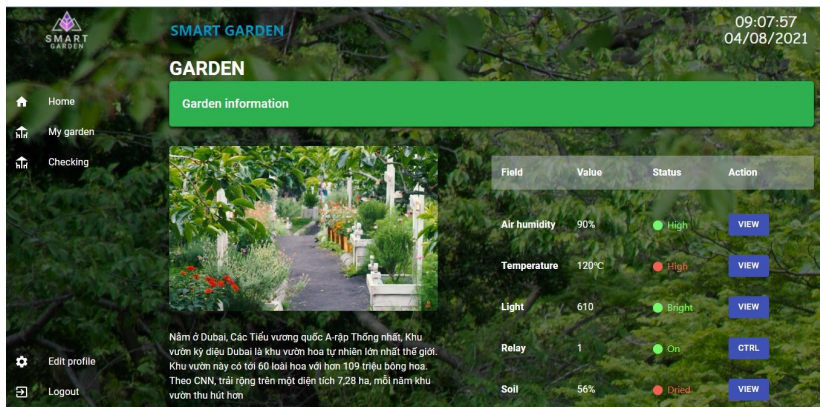 SMART
GARDEN
SMART GARDEN
09:07:57
04/08/2021
GARDEN
Home
My garden
Checking
Edit profile
Logout
Garden information
Nằm ở Dubai, Các Tiểu vương quốc Ả-rập Thống nhất, Khu
vườn kỳ diệu Dubai là khu vườn hoa tự nhiên lớn nhất thế giới.
Khu vườn này có tới 60 loài hoa với hơn 109 triệu bông hoa.
Theo CNN, trải rộng trên một diện tích 7,28 ha, mỗi năm khu
vườn thu hút hơn
Field Value Status Action
Air humidity 90% High VIEW
Temperature 120°C High VIEW
Light 610 Bright VIEW
Relay 1 On CTRL
Soil 56% Dried VIEW